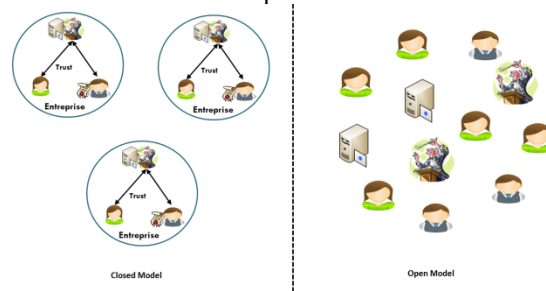 Trust
Entreprise
Trust
Entreprise
Trust
Entreprise
Closed Model
Open Model